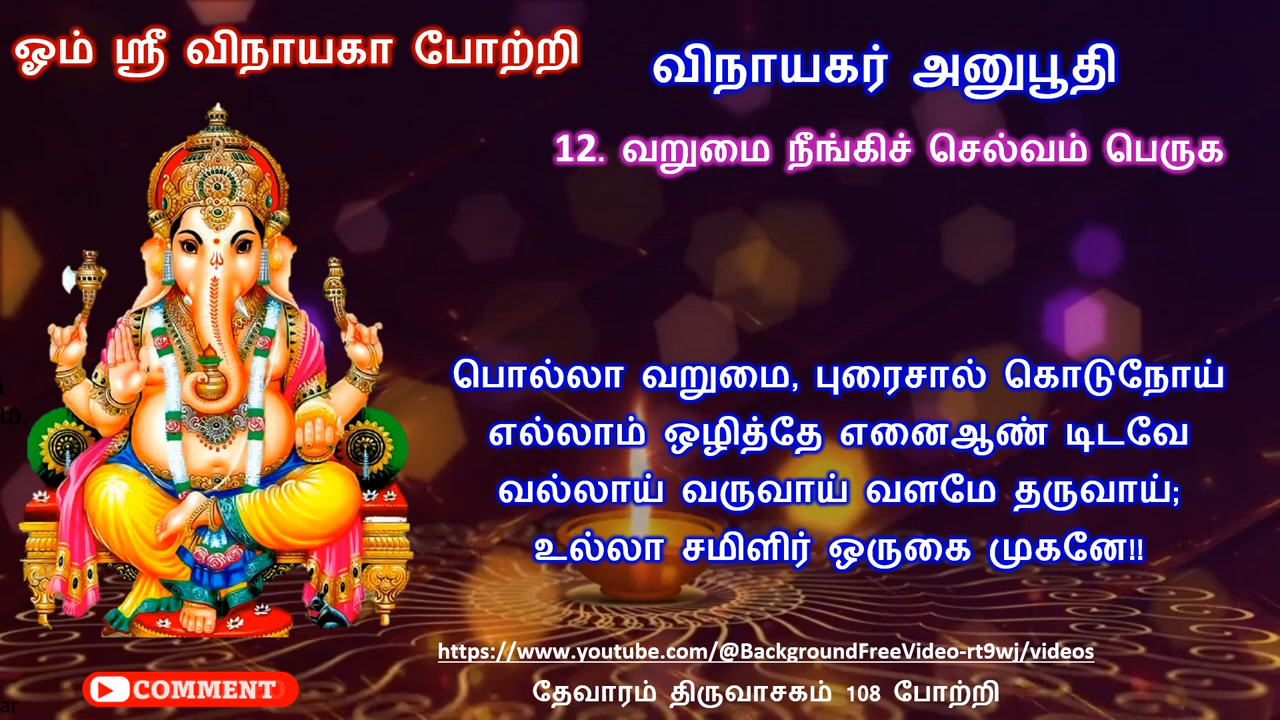 ஓம் ஸ்ரீ விநாயகா போற்றி
விநாயகர் அனுபூதி
12. வறுமை நீங்கிச் செல்வம் பெருக
பொல்லா வறுமை, புரைசால் கொடுநோய்
எல்லாம் ஒழித்தே எனைஆண் டிடவே
வல்லாய் வருவாய் வளமே தருவாய்;
உல்லா சமிளிர் ஒருகை முகனே!!
https://www.youtube.com/@BackgroundFreeVideo-rt9wj/videos
COMMENT
தேவாரம் திருவாசகம் 108 போற்றி